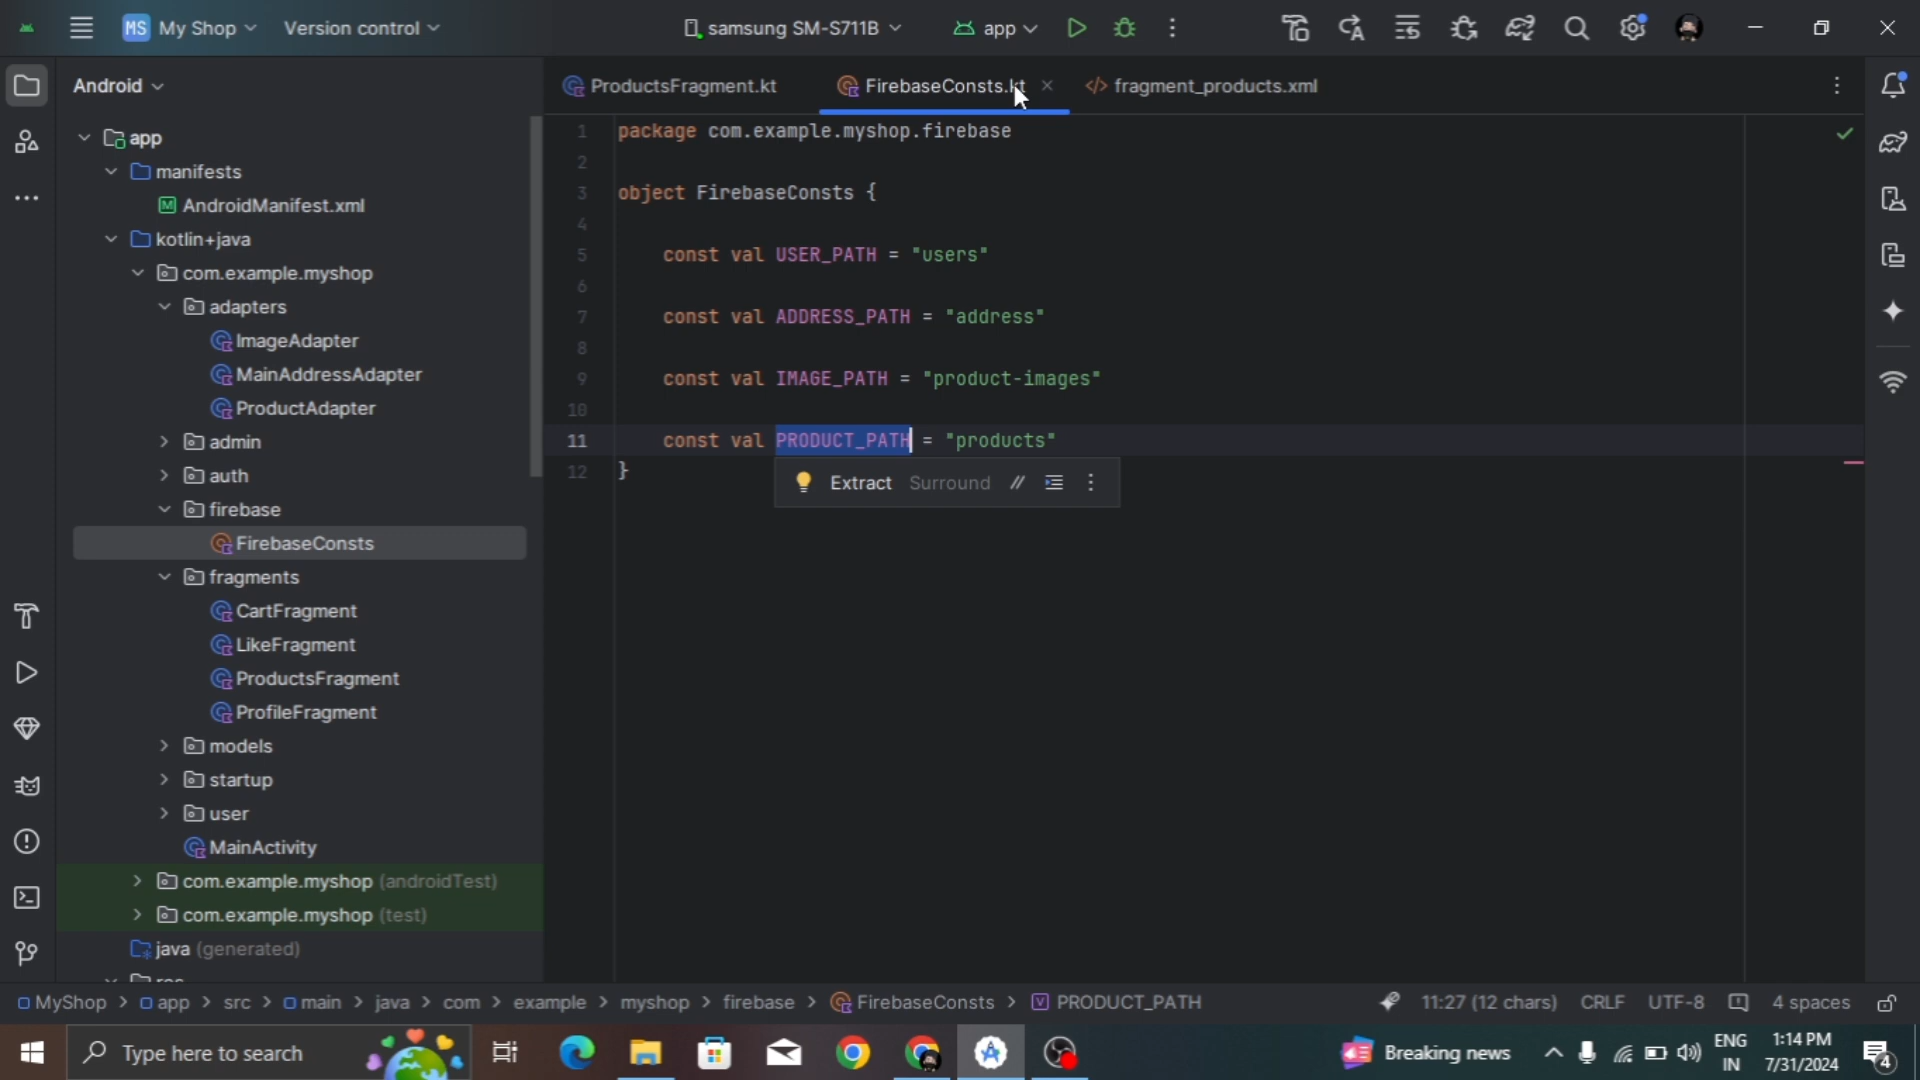 MS My Shop Version control samsung SM-S711B app
Android
ProductsFragment.kt FirebaseConsts.kt fragment_products.xml
app
manifests
AndroidManifest.xml
kotlin+java
com.example.myshop
adapters
ImageAdapter
MainAddressAdapter
ProductAdapter
admin
auth
firebase
FirebaseConsts
fragments
CartFragment
LikeFragment
ProductsFragment
ProfileFragment
models
startup
user
MainActivity
com.example.myshop (androidTest)
com.example.myshop (test)
java (generated)
1 package com.example.myshop.firebase
2
3 object FirebaseConsts {
4
5 const val USER_PATH = "users"
6
7 const val ADDRESS_PATH = "address"
8
9 const val IMAGE_PATH = "product-images"
10
11 const val PRODUCT_PATH = "products"
12 }
Extract Surround //
MyShop > app > src > main > java > com > example > myshop > firebase > FirebaseConsts > PRODUCT_PATH 11:27 (12 chars) CRLF UTF-8 4 spaces
Type here to search Breaking news ENG IN 1:14 PM 7/31/2024 4